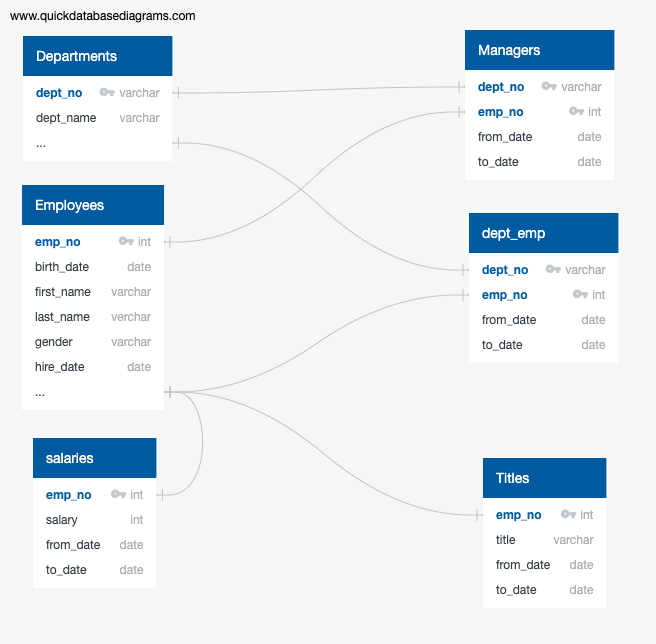 www.quickdatabasediagrams.com
Departments
dept_no varchar
dept_name varchar
...
Managers
dept_no varchar
emp_no int
from_date date
to_date date
Employees
emp_no int
birth_date date
first_name varchar
last_name verchar
gender varchar
hire_date date
...
dept_emp
dept_no varchar
emp_no int
from_date date
to_date date
salaries
emp_no int
salary int
from_date date
to_date date
Titles
emp_no int
title varchar
from_date date
to_date date